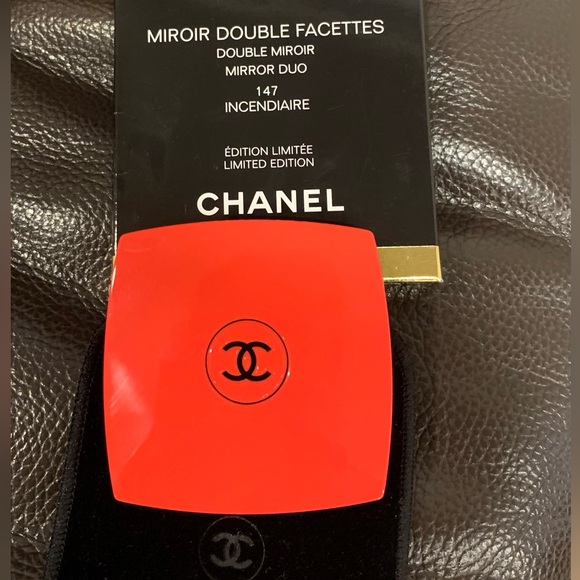 MIROIR DOUBLE FACETTES
DOUBLE MIROIR
MIRROR DUO
147
INCENDIAIRE
ÉDITION LIMITÉE
LIMITED EDITION
CHANEL